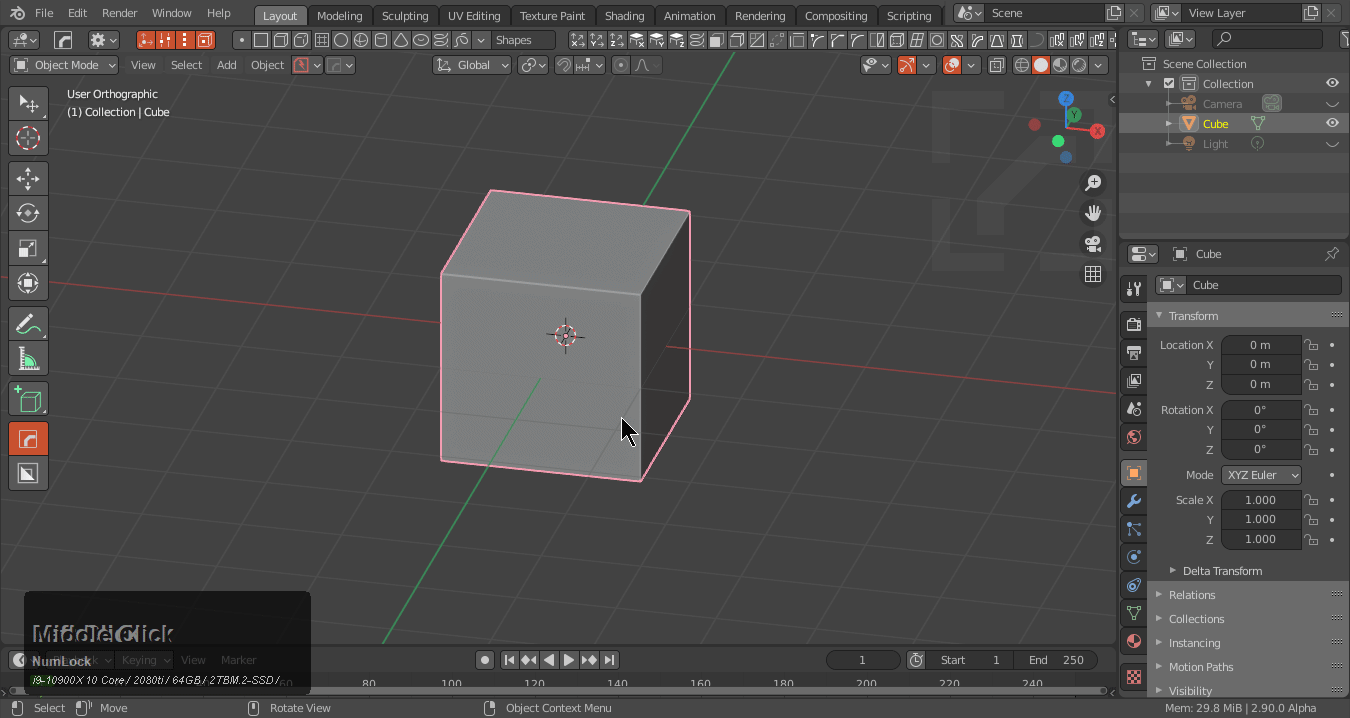 File Edit Render Window Help Layout Modeling Sculpting UV Editing Texture Paint Shading Animation Rendering Compositing Scripting Scene View Layer
Shapes
Object Mode View Select Add Object Global
Scene Collection
Collection
Camera
Cube
Light
User Orthographic
(1) Collection | Cube
Z
Y
X
Cube
Cube
Transform
Location X 0 m
Y 0 m
Z 0 m
Rotation X 0°
Y 0°
Z 0°
Mode XYZ Euler
Scale X 1.000
Y 1.000
Z 1.000
Delta Transform
Relations
Collections
Instancing
Motion Paths
Visibility
Click
NumLock
Keying View Marker
1 Start 1 End 250
i9-10900X 10 Core / 2080ti / 64GB / 2TBM.2-SSD /
80 100 120 140 160 180 200 220 240
Select Move Rotate View Object Context Menu Mem: 29.8 MiB | 2.90.0 Alpha